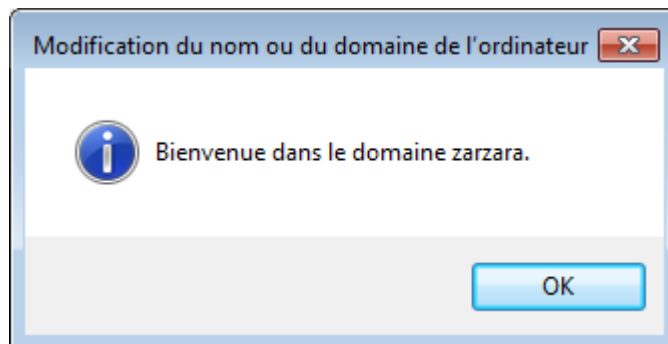 Modification du nom ou du domaine de l'ordinateur
Bienvenue dans le domaine zarzara.
OK